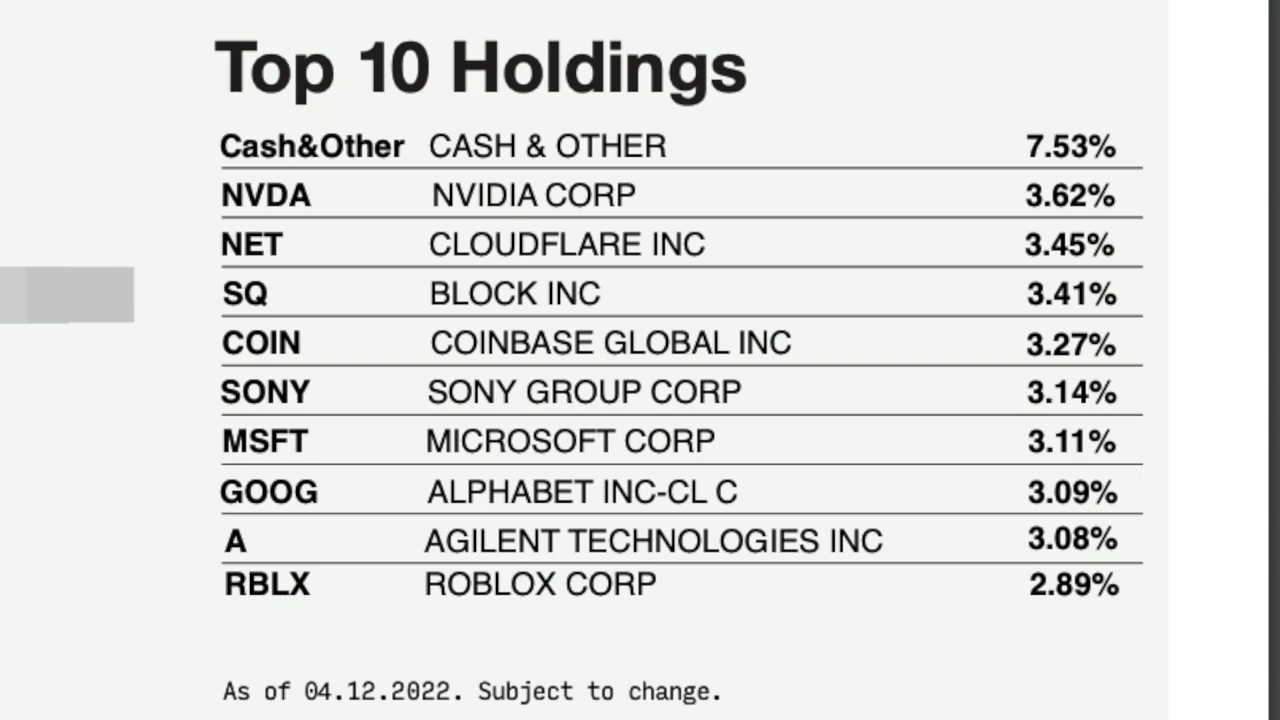 Top 10 Holdings
Cash&Other CASH & OTHER 7.53%
NVDA NVIDIA CORP 3.62%
NET CLOUDFLARE INC 3.45%
SQ BLOCK INC 3.41%
COIN COINBASE GLOBAL INC 3.27%
SONY SONY GROUP CORP 3.14%
MSFT MICROSOFT CORP 3.11%
GOOG ALPHABET INC-CL C 3.09%
A AGILENT TECHNOLOGIES INC 3.08%
RBLX ROBLOX CORP 2.89%
As of 04.12.2022. Subject to change.